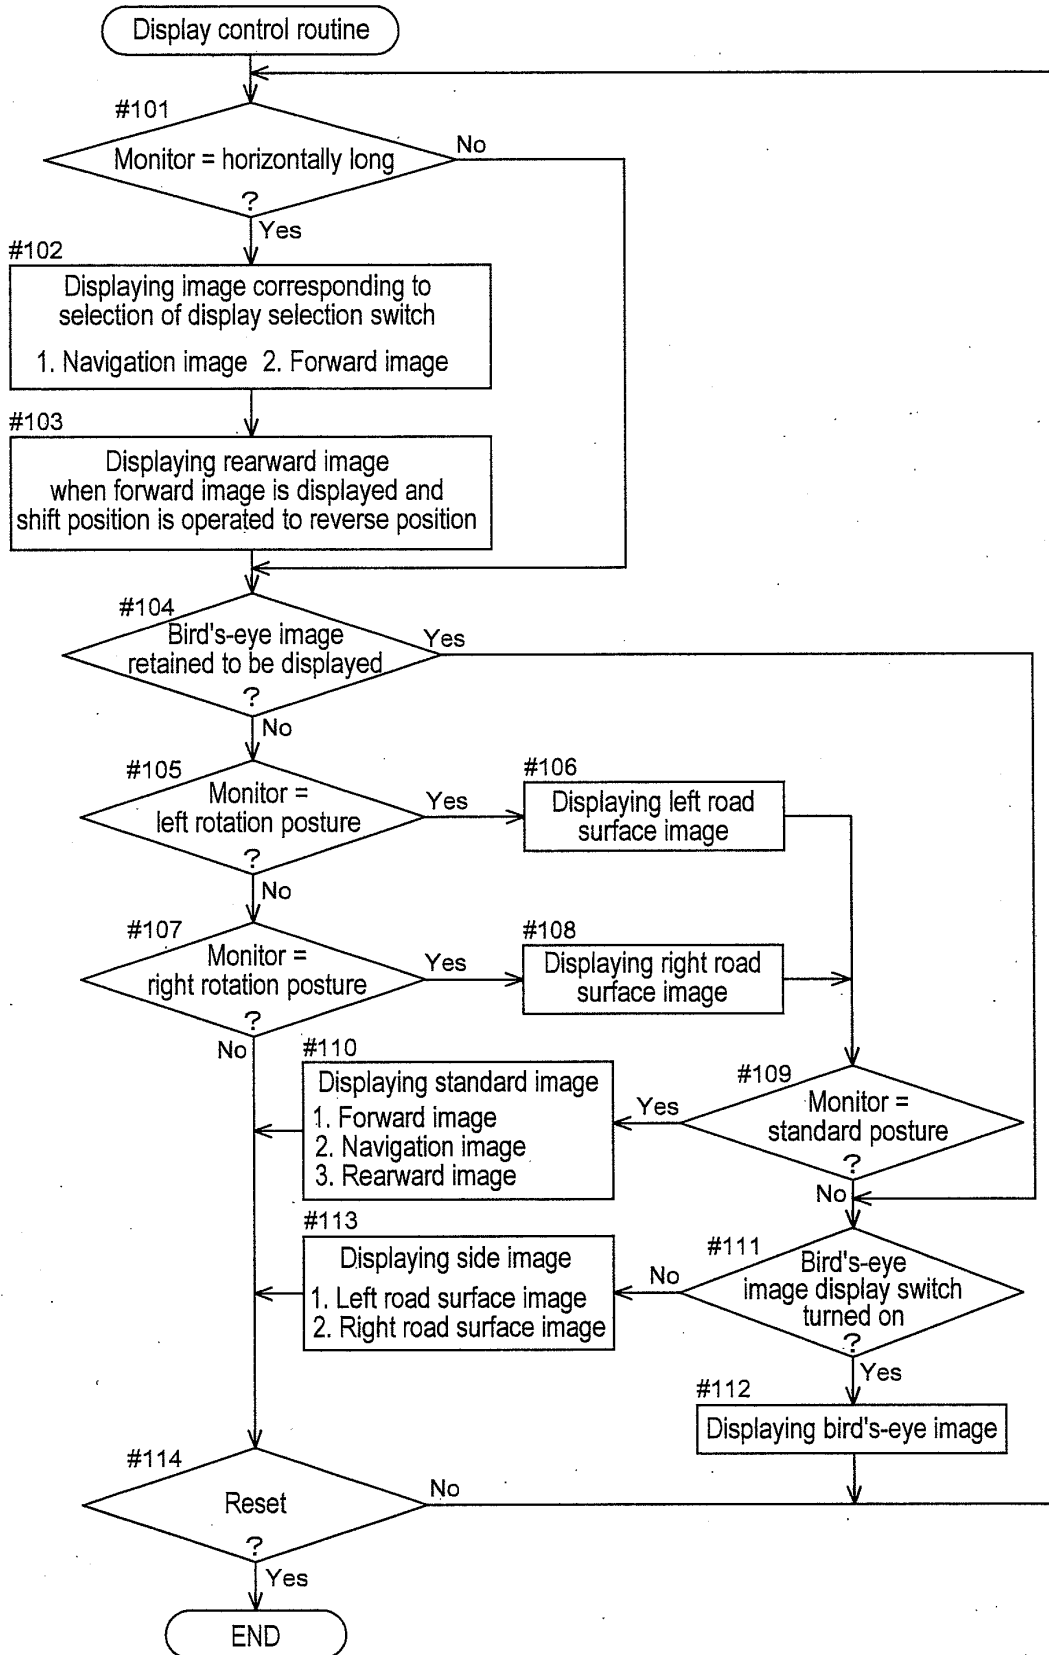 Display control routine
#101
Monitor = horizontally long
?
No
Yes
#102
Displaying image corresponding to
selection of display selection switch
1. Navigation image 2. Forward image
#103
Displaying rearward image
when forward image is displayed and
shift position is operated to reverse position
#104
Bird's-eye image
retained to be displayed
?
Yes
No
#105
Monitor =
left rotation posture
?
Yes
No
#106
Displaying left road
surface image
#107
Monitor =
right rotation posture
?
Yes
No
#108
Displaying right road
surface image
#109
Monitor =
standard posture
?
Yes
No
#110
Displaying standard image
1. Forward image
2. Navigation image
3. Rearward image
#111
Bird's-eye
image display switch
turned on
?
No
Yes
#113
Displaying side image
1. Left road surface image
2. Right road surface image
#112
Displaying bird's-eye image
#114
Reset
?
No
Yes
END